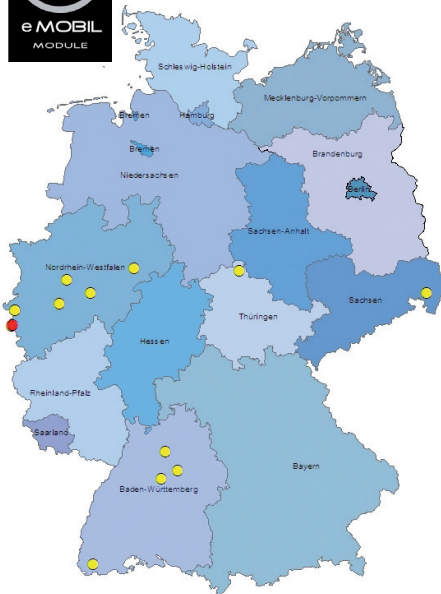 e MOBIL
MODULE
Schleswig-Holstein
Mecklenburg-Vorpommern
Bremen
Hamburg
Bremen
Brandenburg
Niedersachsen
Berlin
Sachsen-Anhalt
Nordrhein-Westfalen
Sachsen
Thüringen
Hessen
Rheinland-Pfalz
Saarland
Bayern
Baden-Württemberg